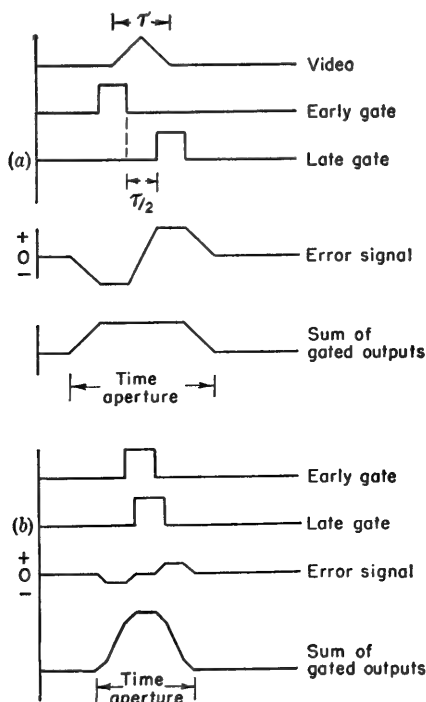 τ
Video
Early gate
(a)
Late gate
τ/2
+
0
−
Error signal
Sum of
gated outputs
Time
aperture
Early gate
(b)
Late gate
+
0
−
Error signal
Sum of
gated outputs
Time
aperture